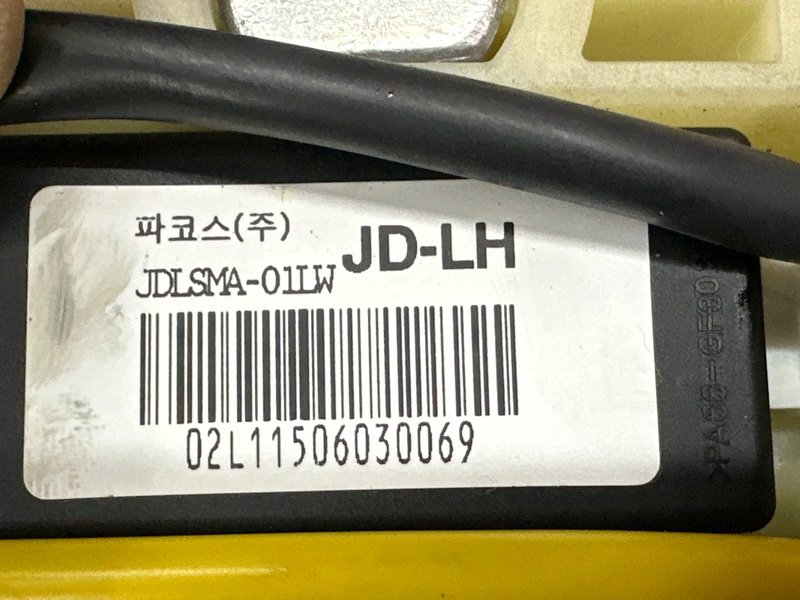 파코스(주)
JD-LH
JDLSMA-01LW
02L11506030069
>PA66-GF30